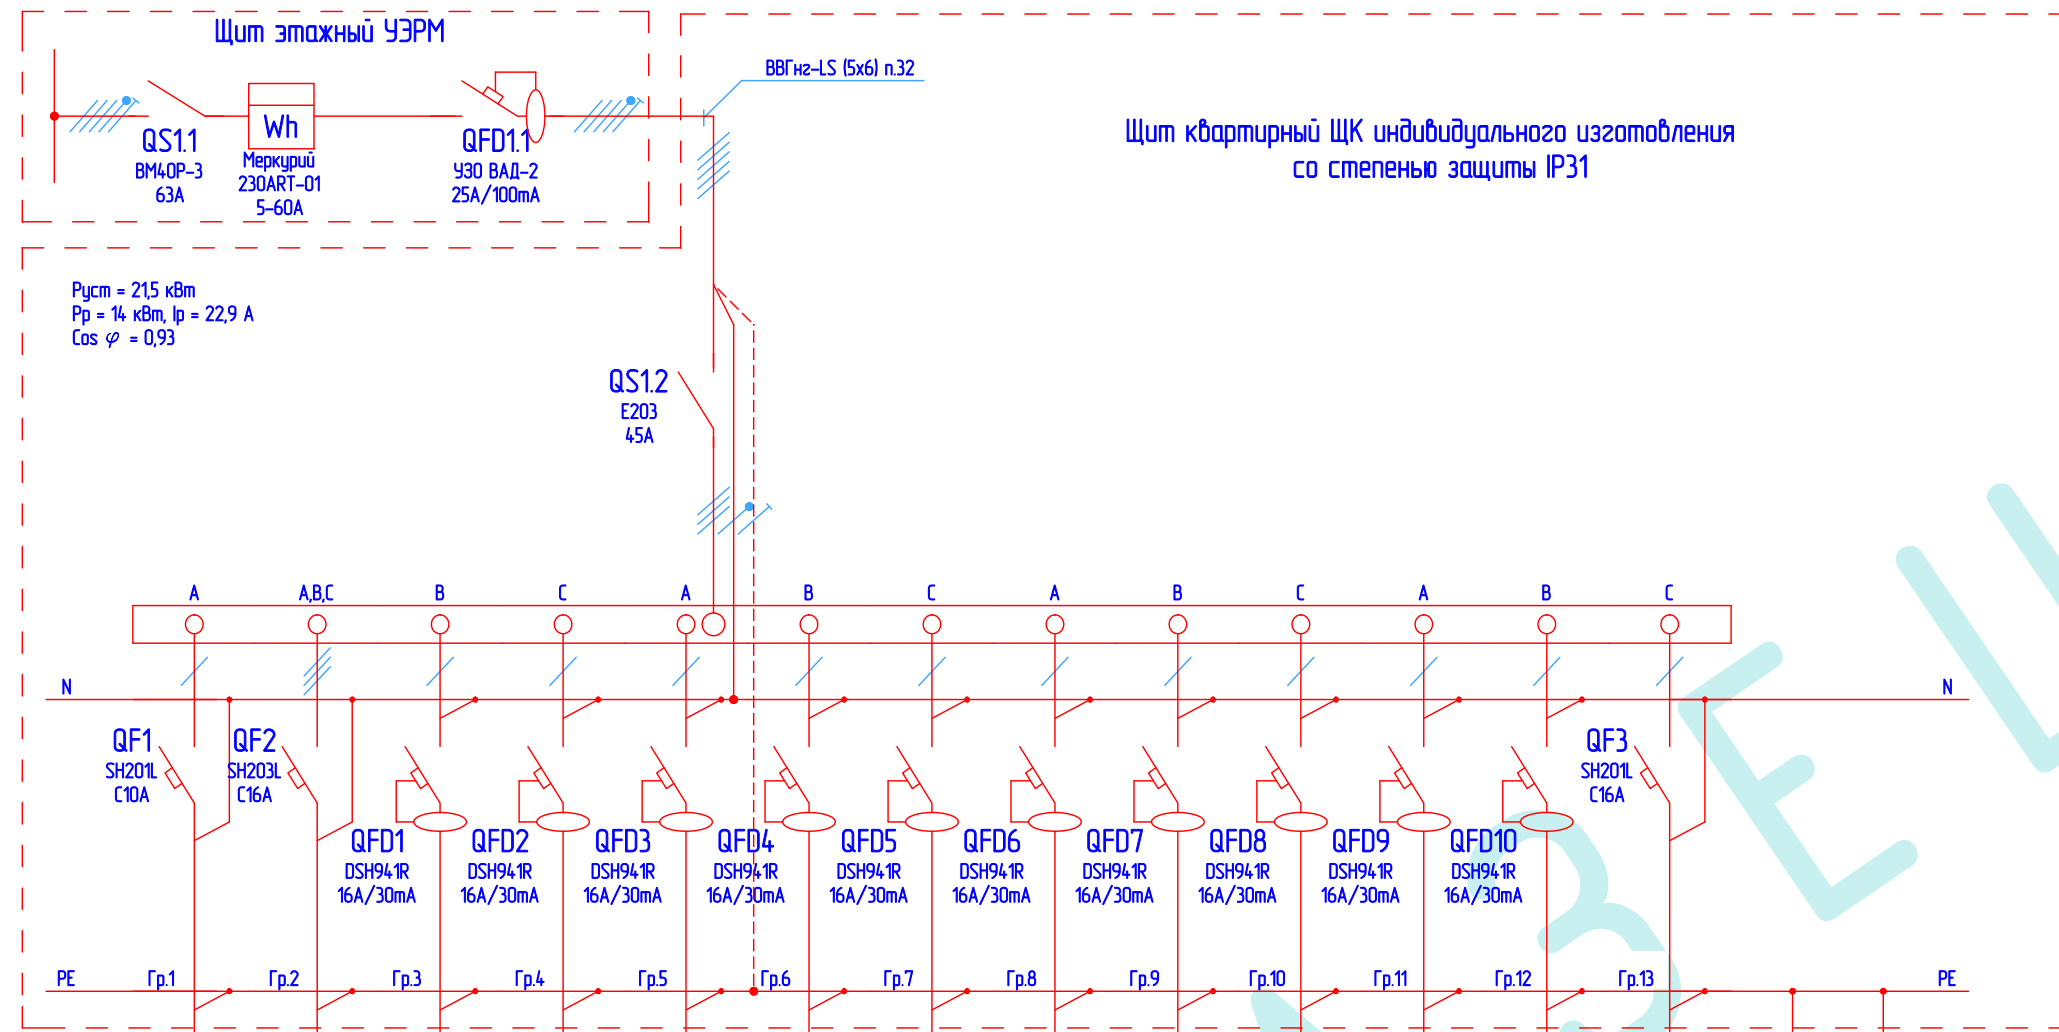 Щит этажный УЭРМ
ВВГнг-LS (5х6) п.32
Wh
QS1.1
ВМ40Р-3
63А
Меркурий
230ART-01
5-60А
QFD1.1
УЗО ВАД-2
25А/100mA
Щит квартирный ЩК индивидуального изготовления
со степенью защиты IP31
Руст = 21,5 кВт
Рр = 14 кВт, Iр = 22,9 А
Cos φ = 0,93
QS1.2
E203
45А
A
A,B,C
B
C
A
B
C
A
B
C
A
B
C
N
N
QF1
SH201L
C10A
QF2
SH203L
C16A
QF3
SH201L
C16A
QFD1
DSH941R
16A/30mA
QFD2
DSH941R
16A/30mA
QFD3
DSH941R
16A/30mA
QFD4
DSH941R
16A/30mA
QFD5
DSH941R
16A/30mA
QFD6
DSH941R
16A/30mA
QFD7
DSH941R
16A/30mA
QFD8
DSH941R
16A/30mA
QFD9
DSH941R
16A/30mA
QFD10
DSH941R
16A/30mA
PE
Гр.1
Гр.2
Гр.3
Гр.4
Гр.5
Гр.6
Гр.7
Гр.8
Гр.9
Гр.10
Гр.11
Гр.12
Гр.13
PE